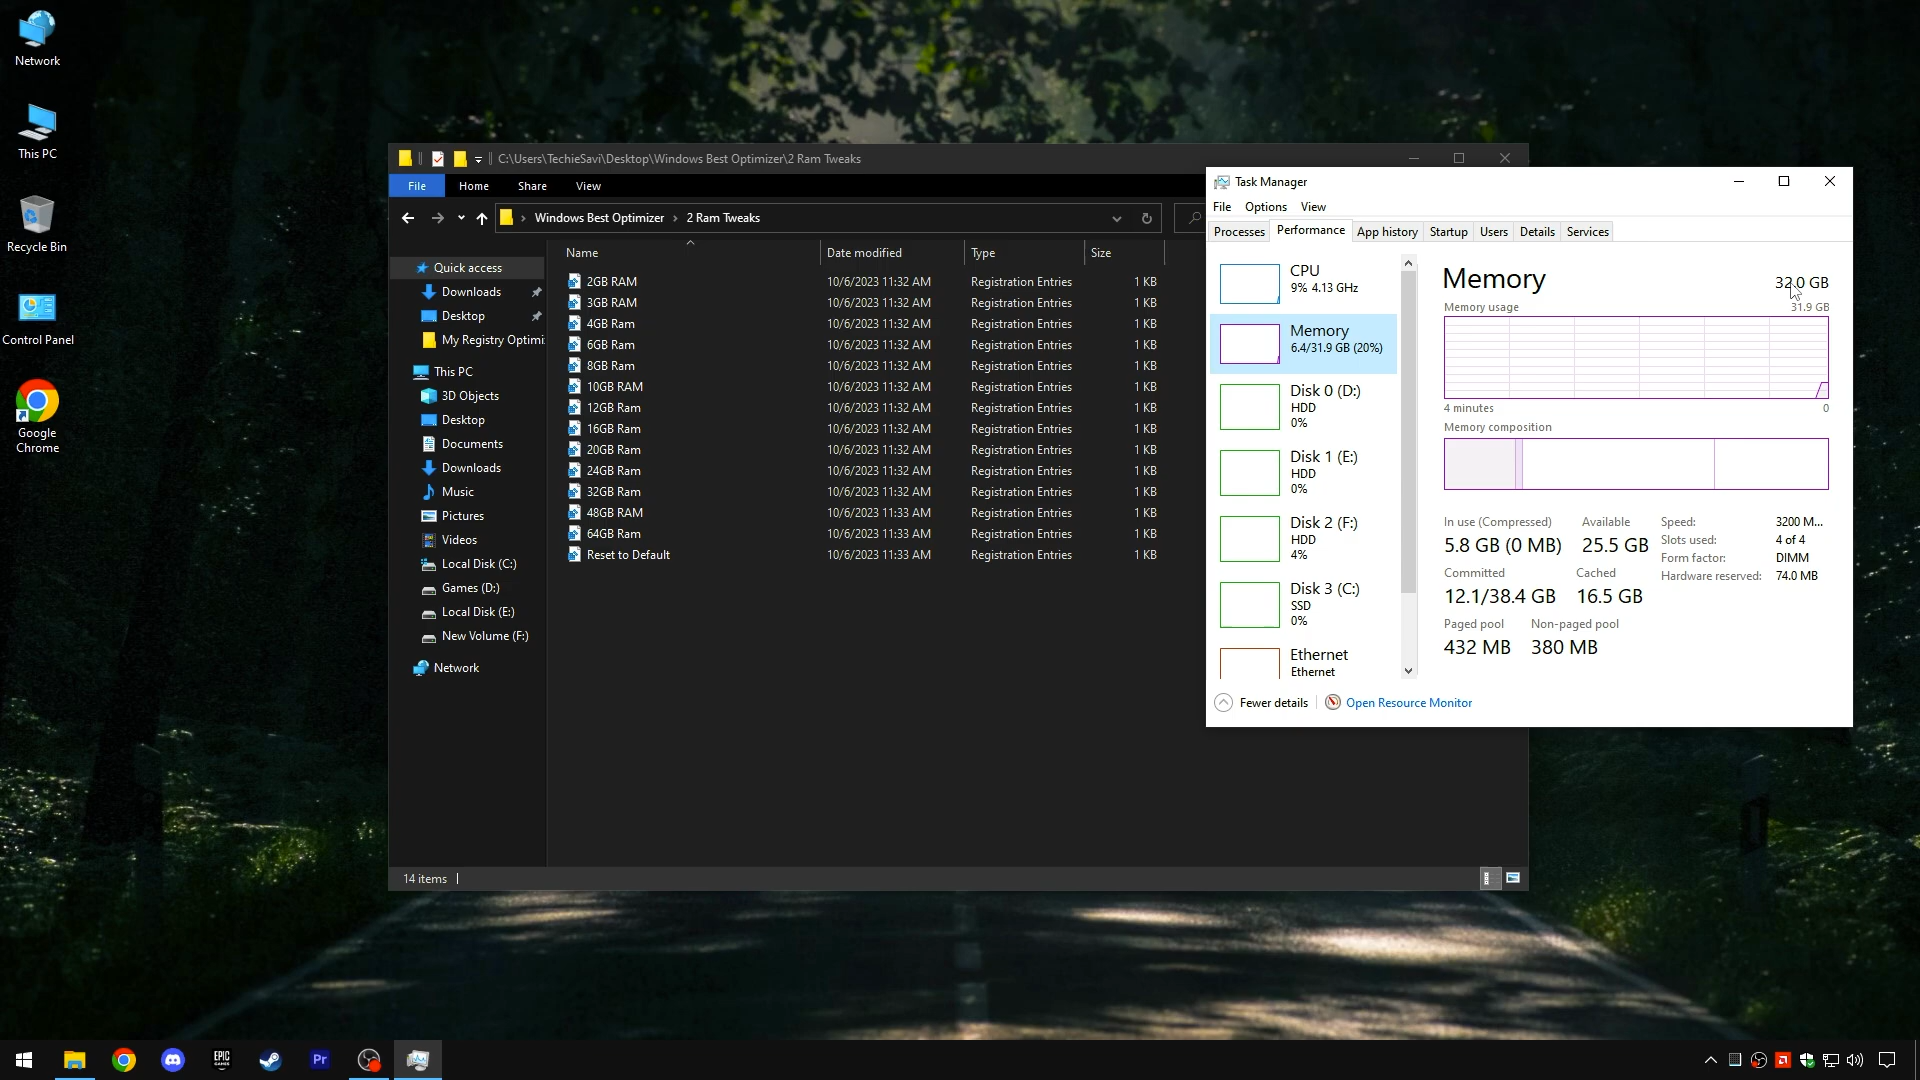 Network
This PC
Recycle Bin
Control Panel
Google
Chrome
C:\Users\TechieSavi\Desktop\Windows Best Optimizer\2 Ram Tweaks
File Home Share View
Windows Best Optimizer › 2 Ram Tweaks
Name Date modified Type Size
Quick access
Downloads
Desktop
My Registry Optimi
This PC
3D Objects
Desktop
Documents
Downloads
Music
Pictures
Videos
Local Disk (C:)
Games (D:)
Local Disk (E:)
New Volume (F:)
Network
2GB RAM 10/6/2023 11:32 AM Registration Entries 1 KB
3GB RAM 10/6/2023 11:32 AM Registration Entries 1 KB
4GB Ram 10/6/2023 11:32 AM Registration Entries 1 KB
6GB Ram 10/6/2023 11:32 AM Registration Entries 1 KB
8GB Ram 10/6/2023 11:32 AM Registration Entries 1 KB
10GB RAM 10/6/2023 11:32 AM Registration Entries 1 KB
12GB Ram 10/6/2023 11:32 AM Registration Entries 1 KB
16GB Ram 10/6/2023 11:32 AM Registration Entries 1 KB
20GB Ram 10/6/2023 11:32 AM Registration Entries 1 KB
24GB Ram 10/6/2023 11:32 AM Registration Entries 1 KB
32GB Ram 10/6/2023 11:32 AM Registration Entries 1 KB
48GB RAM 10/6/2023 11:33 AM Registration Entries 1 KB
64GB Ram 10/6/2023 11:33 AM Registration Entries 1 KB
Reset to Default 10/6/2023 11:33 AM Registration Entries 1 KB
14 items
Task Manager
File Options View
Processes Performance App history Startup Users Details Services
CPU
9% 4.13 GHz
Memory
6.4/31.9 GB (20%)
Disk 0 (D:)
HDD
0%
Disk 1 (E:)
HDD
0%
Disk 2 (F:)
HDD
4%
Disk 3 (C:)
SSD
0%
Ethernet
Ethernet
Memory 32.0 GB
Memory usage 31.9 GB
4 minutes 0
Memory composition
In use (Compressed) Available
5.8 GB (0 MB) 25.5 GB
Committed Cached
12.1/38.4 GB 16.5 GB
Paged pool Non-paged pool
432 MB 380 MB
Speed: 3200 M...
Slots used: 4 of 4
Form factor: DIMM
Hardware reserved: 74.0 MB
Fewer details Open Resource Monitor
EPIC
GAMES
Pr